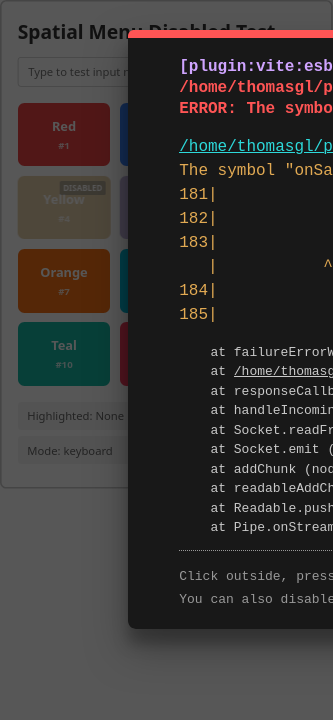 Spatial Menu Disabled Test
Type to test input
Red
#1
DISABLED
Yellow
#4
Orange
#7
Teal
#10
Highlighted: None
Mode: keyboard
[plugin:vite:esb
/home/thomasgl/p
ERROR: The symbo
/home/thomasgl/p
The symbol "onSa
181|
182|
183|
| ^
184|
185|
at failureErrorW
at /home/thomasg
at responseCallb
at handleIncomin
at Socket.readFr
at Socket.emit (
at addChunk (nod
at readableAddCh
at Readable.push
at Pipe.onStream
Click outside, press
You can also disable